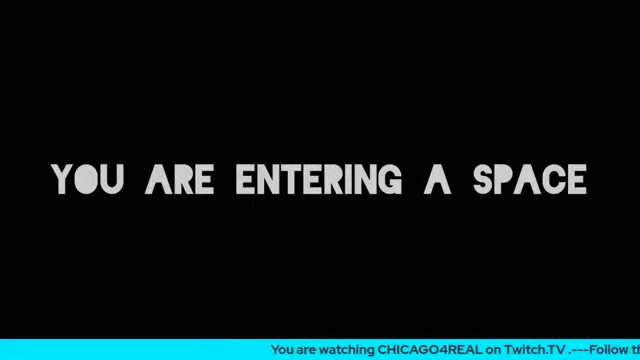 YOU ARE ENTERING A SPACE
You are watching CHICAGO4REAL on Twitch.TV .---Follow